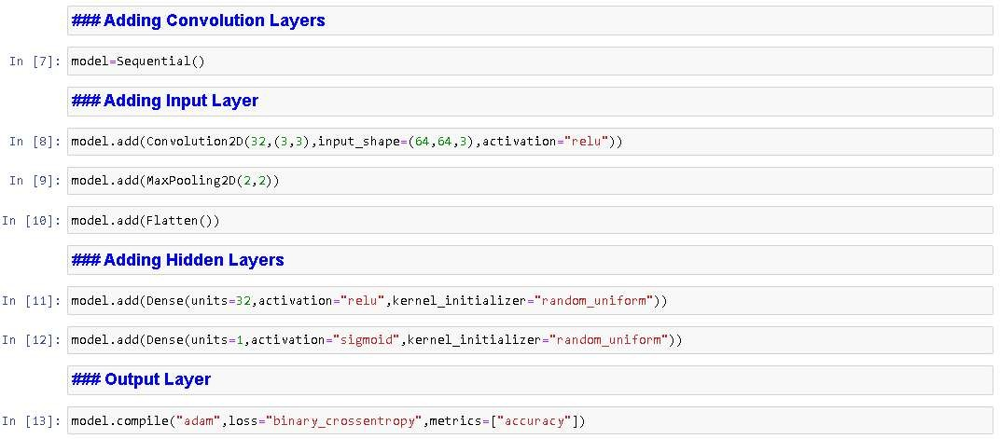 ### Adding Convolution Layers
In [7]: model=Sequential()
### Adding Input Layer
In [8]: model.add(Convolution2D(32,(3,3),input_shape=(64,64,3),activation="relu"))
In [9]: model.add(MaxPooling2D(2,2))
In [10]: model.add(Flatten())
### Adding Hidden Layers
In [11]: model.add(Dense(units=32,activation="relu",kernel_initializer="random_uniform"))
In [12]: model.add(Dense(units=1,activation="sigmoid",kernel_initializer="random_uniform"))
### Output Layer
In [13]: model.compile("adam",loss="binary_crossentropy",metrics=["accuracy"])